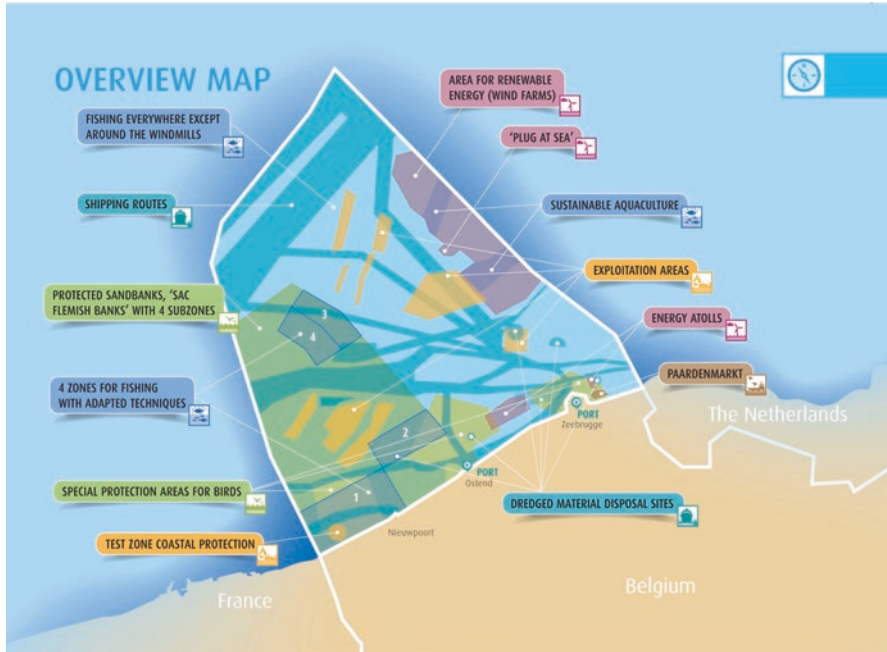 OVERVIEW MAP
AREA FOR RENEWABLE
ENERGY (WIND FARMS)
FISHING EVERYWHERE EXCEPT
AROUND THE WINDMILLS
'PLUG AT SEA'
SHIPPING ROUTES
SUSTAINABLE AQUACULTURE
EXPLOITATION AREAS
PROTECTED SANDBANKS, 'SAC
FLEMISH BANKS' WITH 4 SUBZONES
3
4
ENERGY ATOLLS
4 ZONES FOR FISHING
WITH ADAPTED TECHNIQUES
PAARDENMARKT
The Netherlands
PORT
Zeebrugge
2
PORT
Ostend
SPECIAL PROTECTION AREAS FOR BIRDS
1
DREDGED MATERIAL DISPOSAL SITES
Nieuwpoort
TEST ZONE COASTAL PROTECTION
France
Belgium